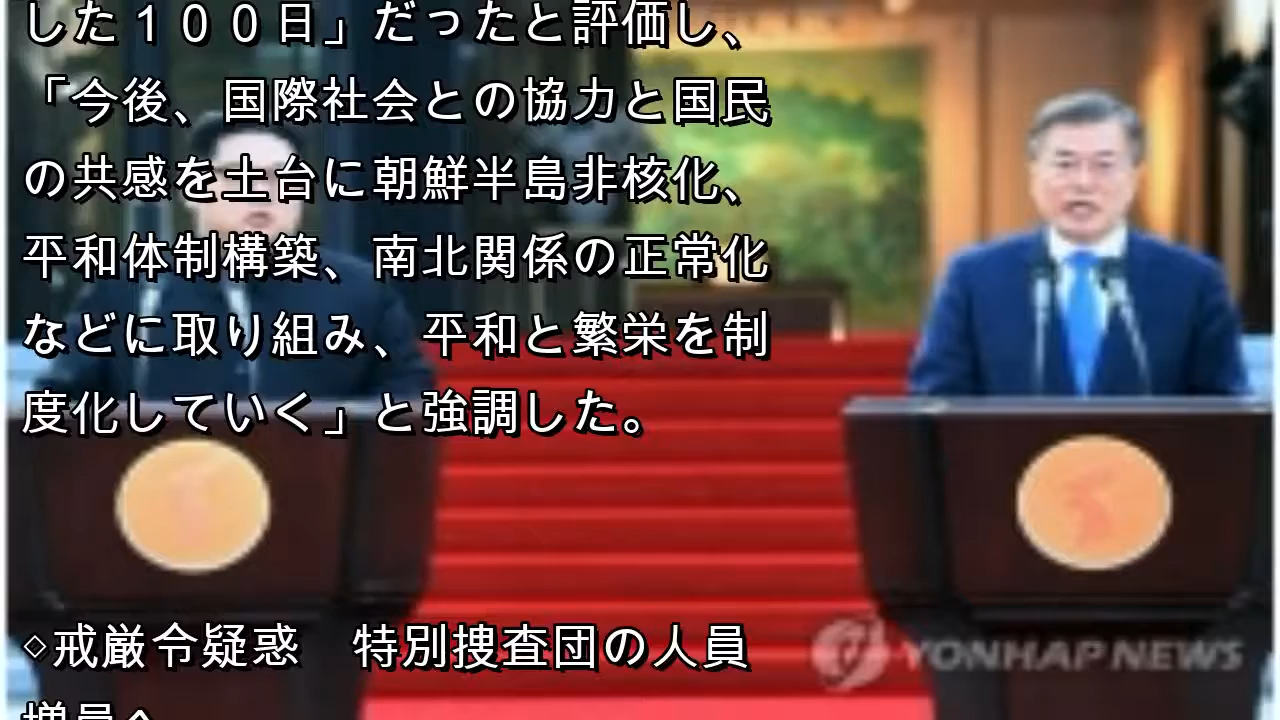 した１００日」だったと評価し、
「今後、国際社会との協力と国民
の共感を土台に朝鮮半島非核化、
平和体制構築、南北関係の正常化
などに取り組み、平和と繁栄を制
度化していく」と強調した。
◇戒厳令疑惑　特別捜査団の人員
増員へ
YONHAP NEWS